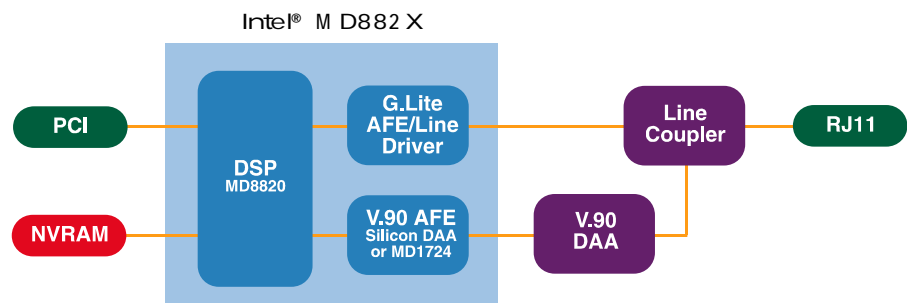 Intel® MD882X
PCI
NVRAM
DSP
MD8820
G.Lite
AFE/Line
Driver
V.90 AFE
Silicon DAA
or MD1724
Line
Coupler
V.90
DAA
RJ11